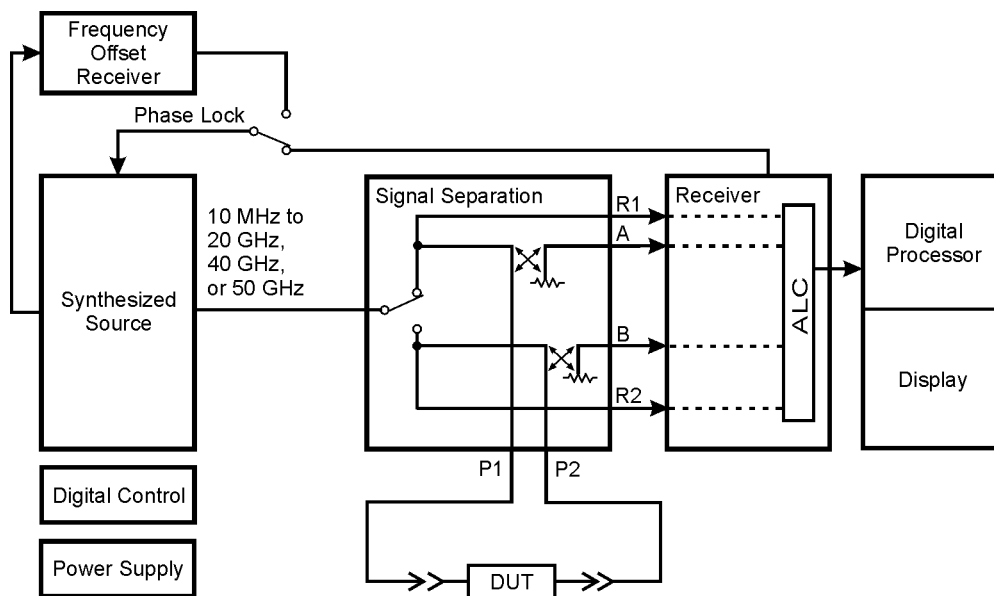 Frequency
Offset
Receiver
Phase Lock
Synthesized
Source
10 MHz to
20 GHz,
40 GHz,
or 50 GHz
Signal Separation
R1
A
B
R2
Receiver
ALC
Digital
Processor
Display
P1
P2
Digital Control
Power Supply
DUT